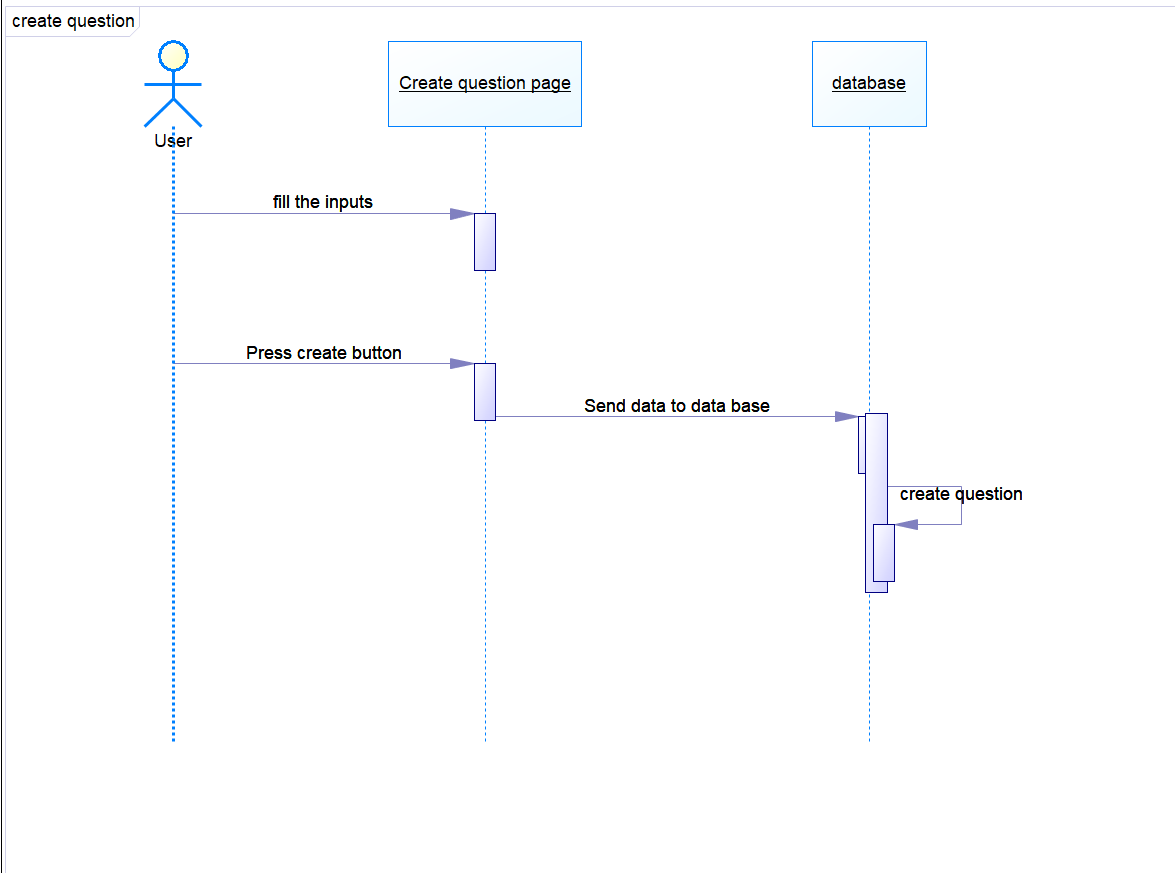 create question
User
Create question page
database
fill the inputs
Press create button
Send data to data base
create question